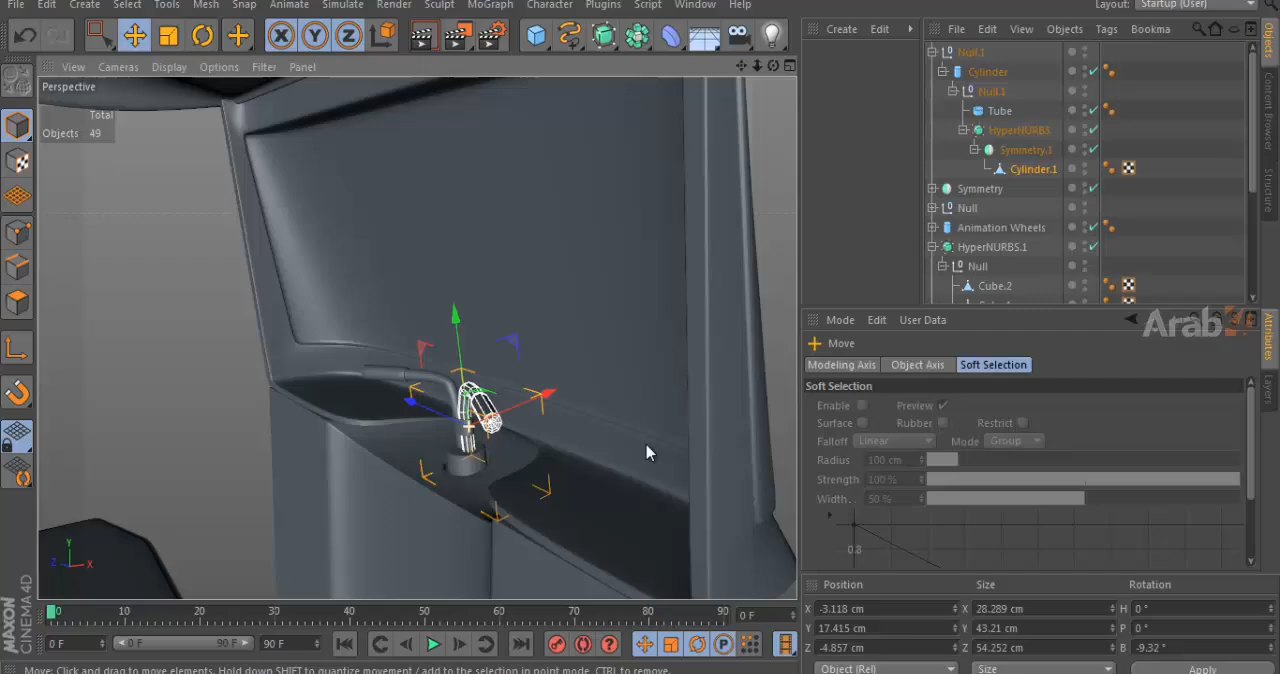 File Edit Create Select Tools Mesh Snap Animate Simulate Render Sculpt MoGraph Character Plugins Script Window Help Layout: Startup (User)
X Y Z
View Cameras Display Options Filter Panel
Perspective
Total
Objects 49
Y
Z X
Create Edit
File Edit View Objects Tags Bookma
Null.1
Cylinder
Null.1
Tube
HyperNURBS
Symmetry.1
Cylinder.1
Symmetry
Null
Animation Wheels
HyperNURBS.1
Null
Cube.2
Objects
Content Browser
Structure
Mode Edit User Data
Arab
Move
Modeling Axis Object Axis Soft Selection
Soft Selection
Enable Preview
Surface Rubber Restrict
Falloff Linear Mode Group
Radius 100 cm
Strength 100 %
Width . . 50 %
0.8
Attributes
Layers
0 10 20 30 40 50 60 70 80 90 0 F
0 F 0 F 90 F 90 F
P
MAXON
CINEMA 4D
Position Size Rotation
X -3.118 cm X 28.289 cm H 0 °
Y 17.415 cm Y 43.21 cm P 0 °
Z -4.857 cm Z 54.252 cm B -9.32 °
Object (Rel) Size Apply
Move: Click and drag to move elements. Hold down SHIFT to quantize movement / add to the selection in point mode, CTRL to remove.